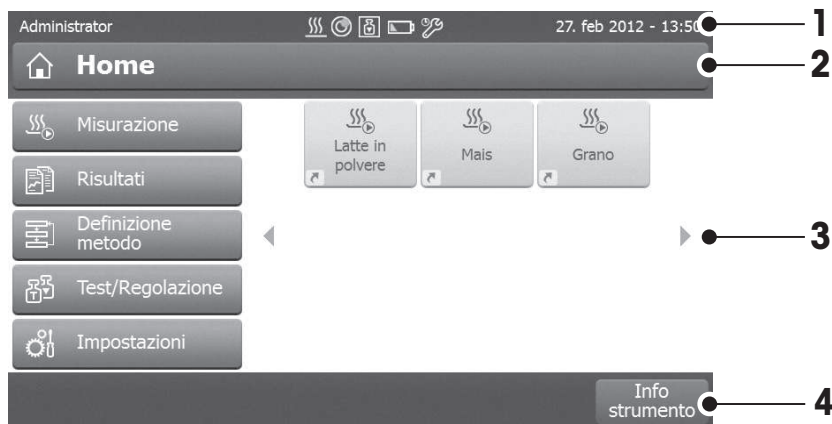 Administrator
27. feb 2012 - 13:50
1
Home
2
Misurazione
Risultati
Definizione
metodo
Test/Regolazione
Impostazioni
Latte in
polvere
Mais
Grano
3
Info
strumento
4